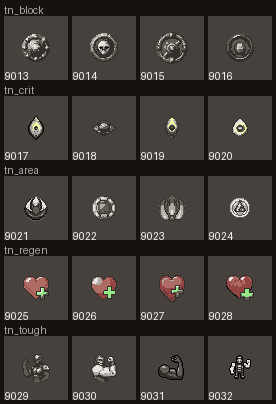 tn_block
9013 9014 9015 9016
tn_crit
9017 9018 9019 9020
tn_area
9021 9022 9023 9024
tn_regen
9025 9026 9027 9028
tn_tough
9029 9030 9031 9032